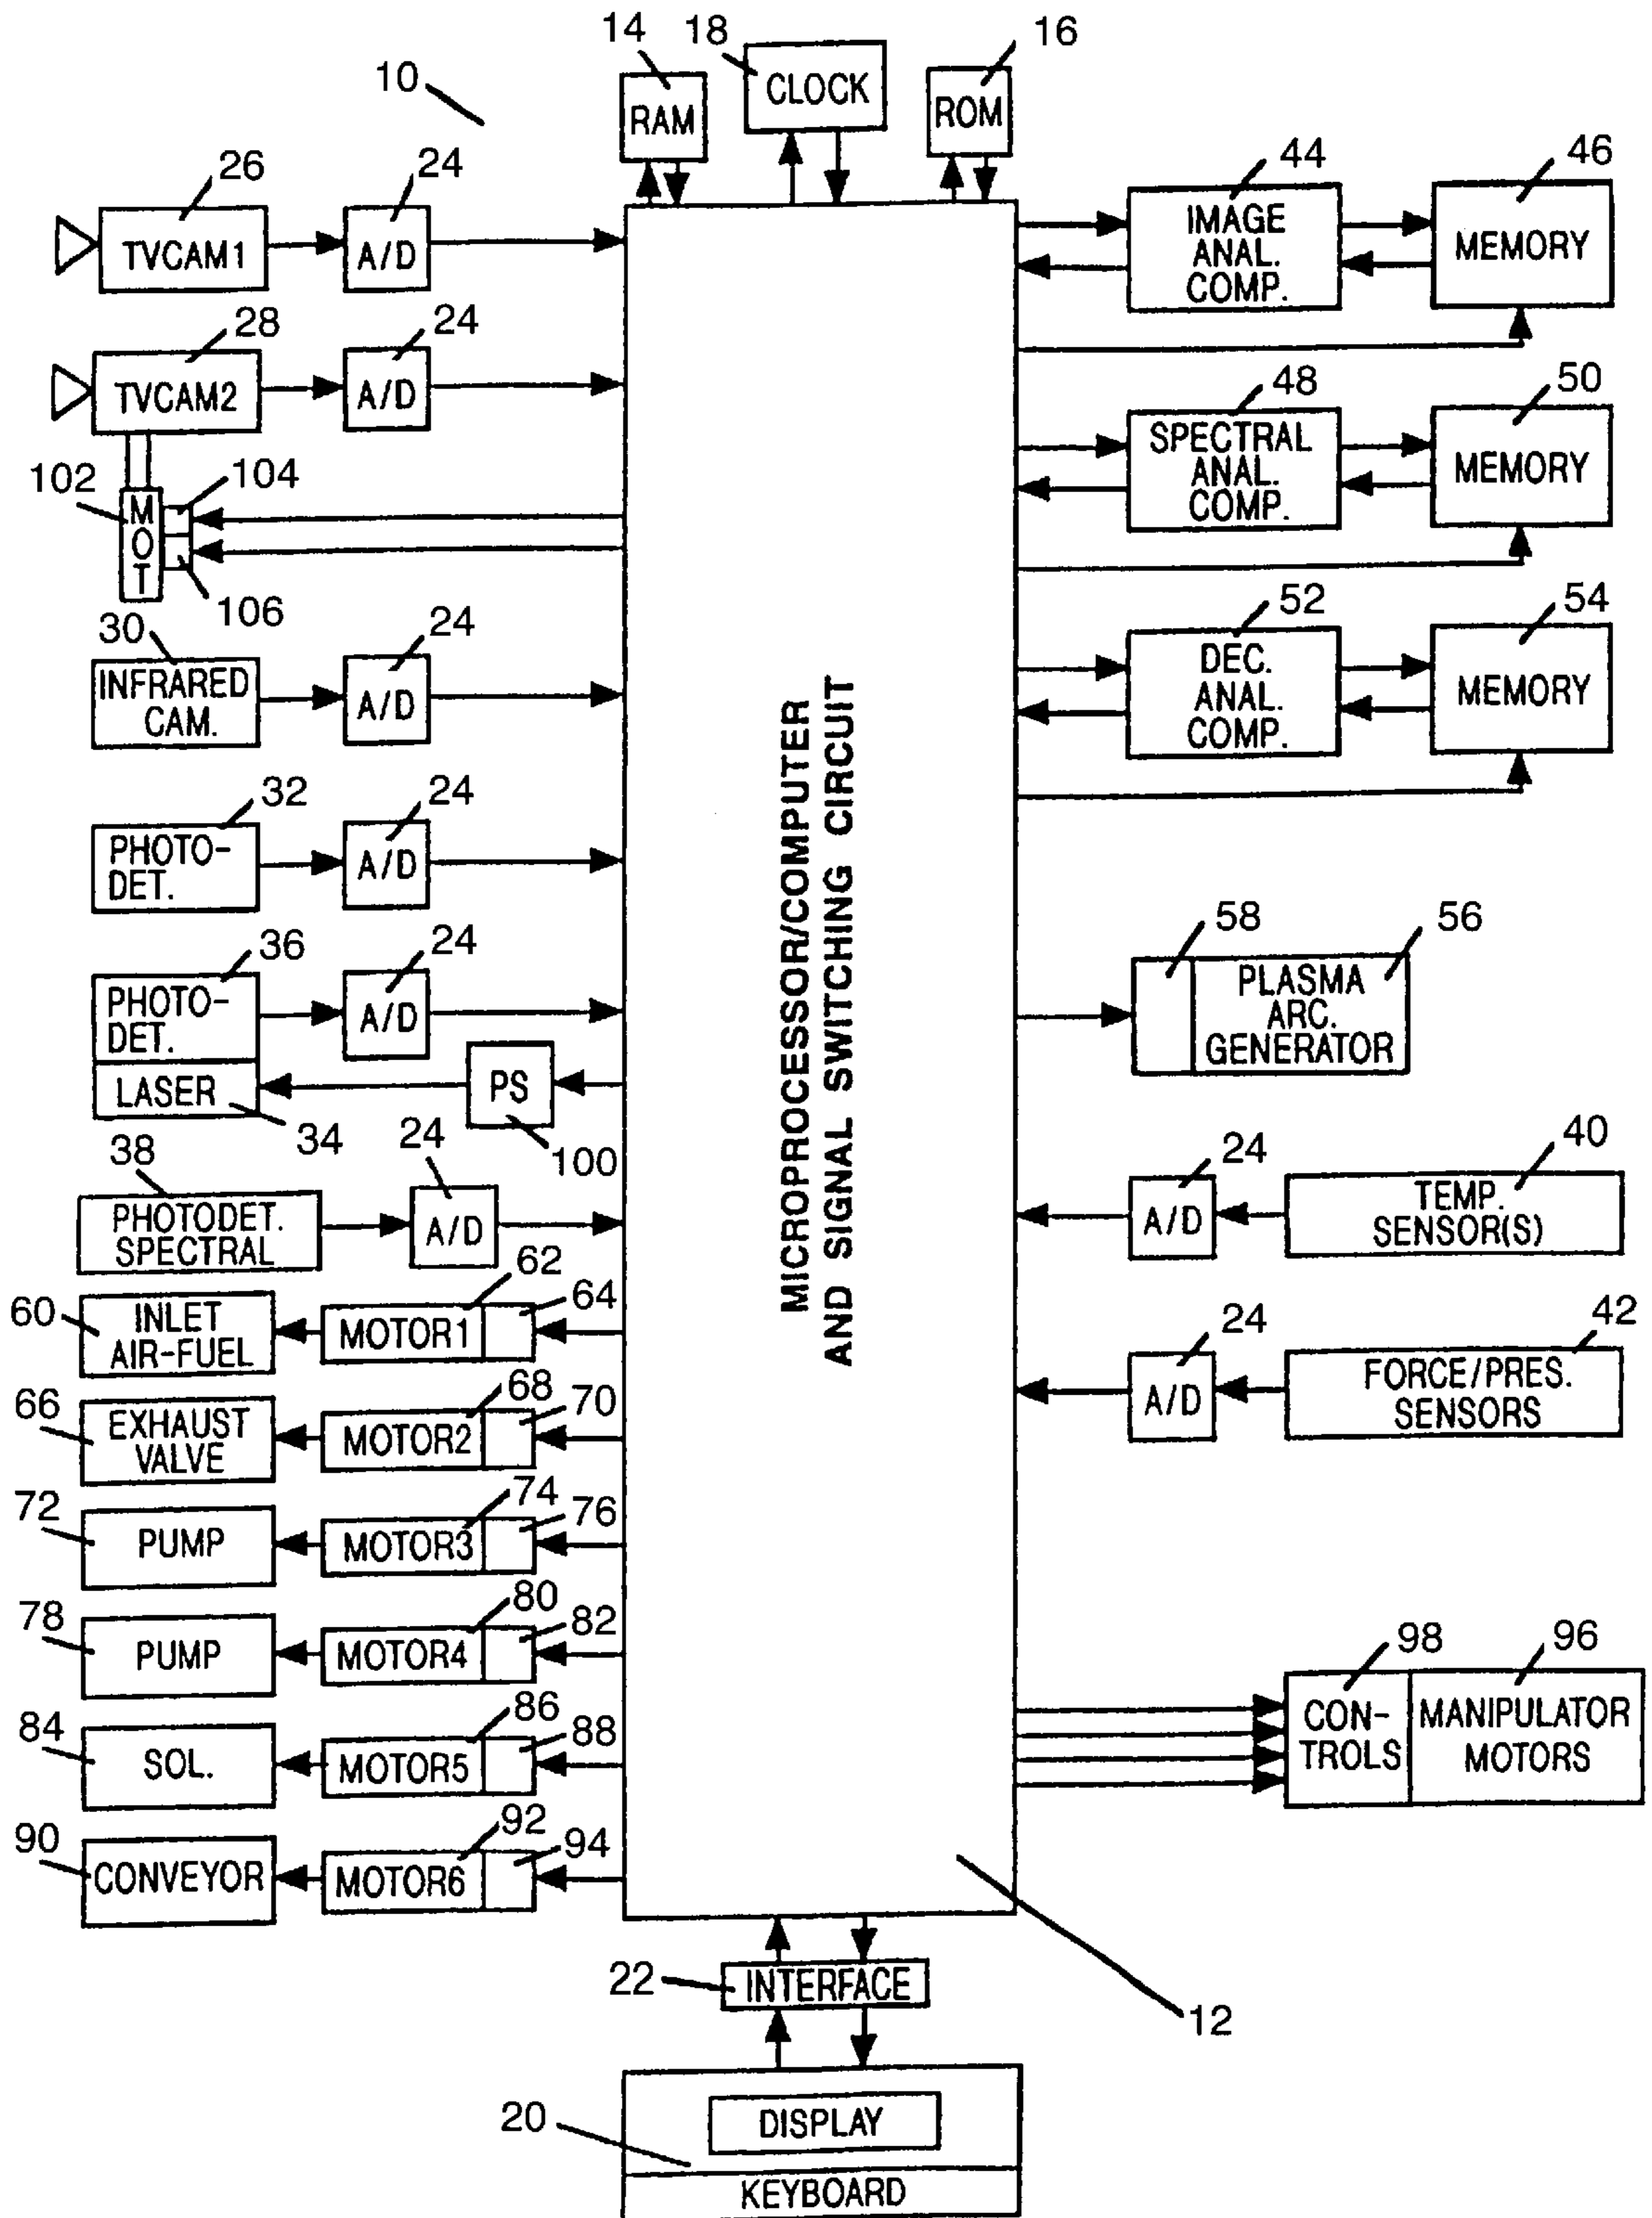 14
18
16
10
RAM
CLOCK
ROM
26
24
44
46
TVCAM1
A/D
IMAGE
ANAL.
COMP.
MEMORY
28
24
TVCAM2
A/D
48
50
SPECTRAL
ANAL.
COMP.
MEMORY
102
104
MOT
106
30
24
INFRARED
CAM.
A/D
52
54
DEC.
ANAL.
COMP.
MEMORY
MICROPROCESSOR/COMPUTER
AND SIGNAL SWITCHING CIRCUIT
32
24
PHOTO-
DET.
A/D
36
24
PHOTO-
DET.
A/D
58
56
PLASMA
ARC.
GENERATOR
LASER
PS
34
100
38
24
PHOTODET.
SPECTRAL
A/D
24
40
A/D
TEMP.
SENSOR(S)
60
INLET
AIR-FUEL
62
64
MOTOR1
24
42
A/D
FORCE/PRES.
SENSORS
66
EXHAUST
VALVE
68
70
MOTOR2
72
PUMP
74
76
MOTOR3
78
PUMP
80
82
MOTOR4
98
96
CON-
TROLS
MANIPULATOR
MOTORS
84
SOL.
86
88
MOTOR5
90
CONVEYOR
92
94
MOTOR6
22
INTERFACE
12
20
DISPLAY
KEYBOARD